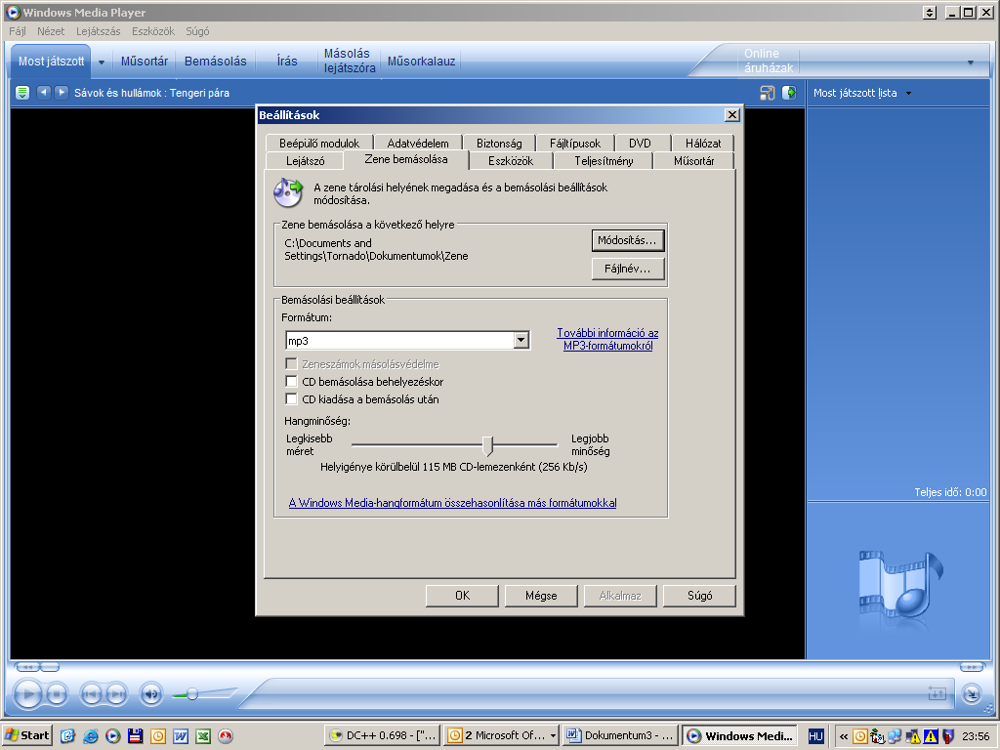 Windows Media Player
Fájl Nézet Lejátszás Eszközök Súgó
Most játszott Műsortár Bemásolás Írás Másolás lejátszóra Műsorkalauz Online áruházak
Sávok és hullámok : Tengeri pára
Most játszott lista
Beállítások
Beépülő modulok Adatvédelem Biztonság Fájltípusok DVD Hálózat
Lejátszó Zene bemásolása Eszközök Teljesítmény Műsortár
A zene tárolási helyének megadása és a bemásolási beállítások
módosítása.
Zene bemásolása a következő helyre
C:\Documents and
Settings\Tornado\Dokumentumok\Zene
Módosítás...
Fájlnév...
Bemásolási beállítások
Formátum:
mp3
További információ az
MP3-formátumokról
Zeneszámok másolásvédelme
CD bemásolása behelyezéskor
CD kiadása a bemásolás után
Hangminőség:
Legkisebb
méret
Legjobb
minőség
Helyigénye körülbelül 115 MB CD-lemezenként (256 Kb/s)
A Windows Media-hangformátum összehasonlítása más formátumokkal
OK Mégse Alkalmaz Súgó
Teljes idő: 0:00
Start DC++ 0.698 - ["... 2 Microsoft Of... Dokumentum3 - ... Windows Medi... HU « 23:56